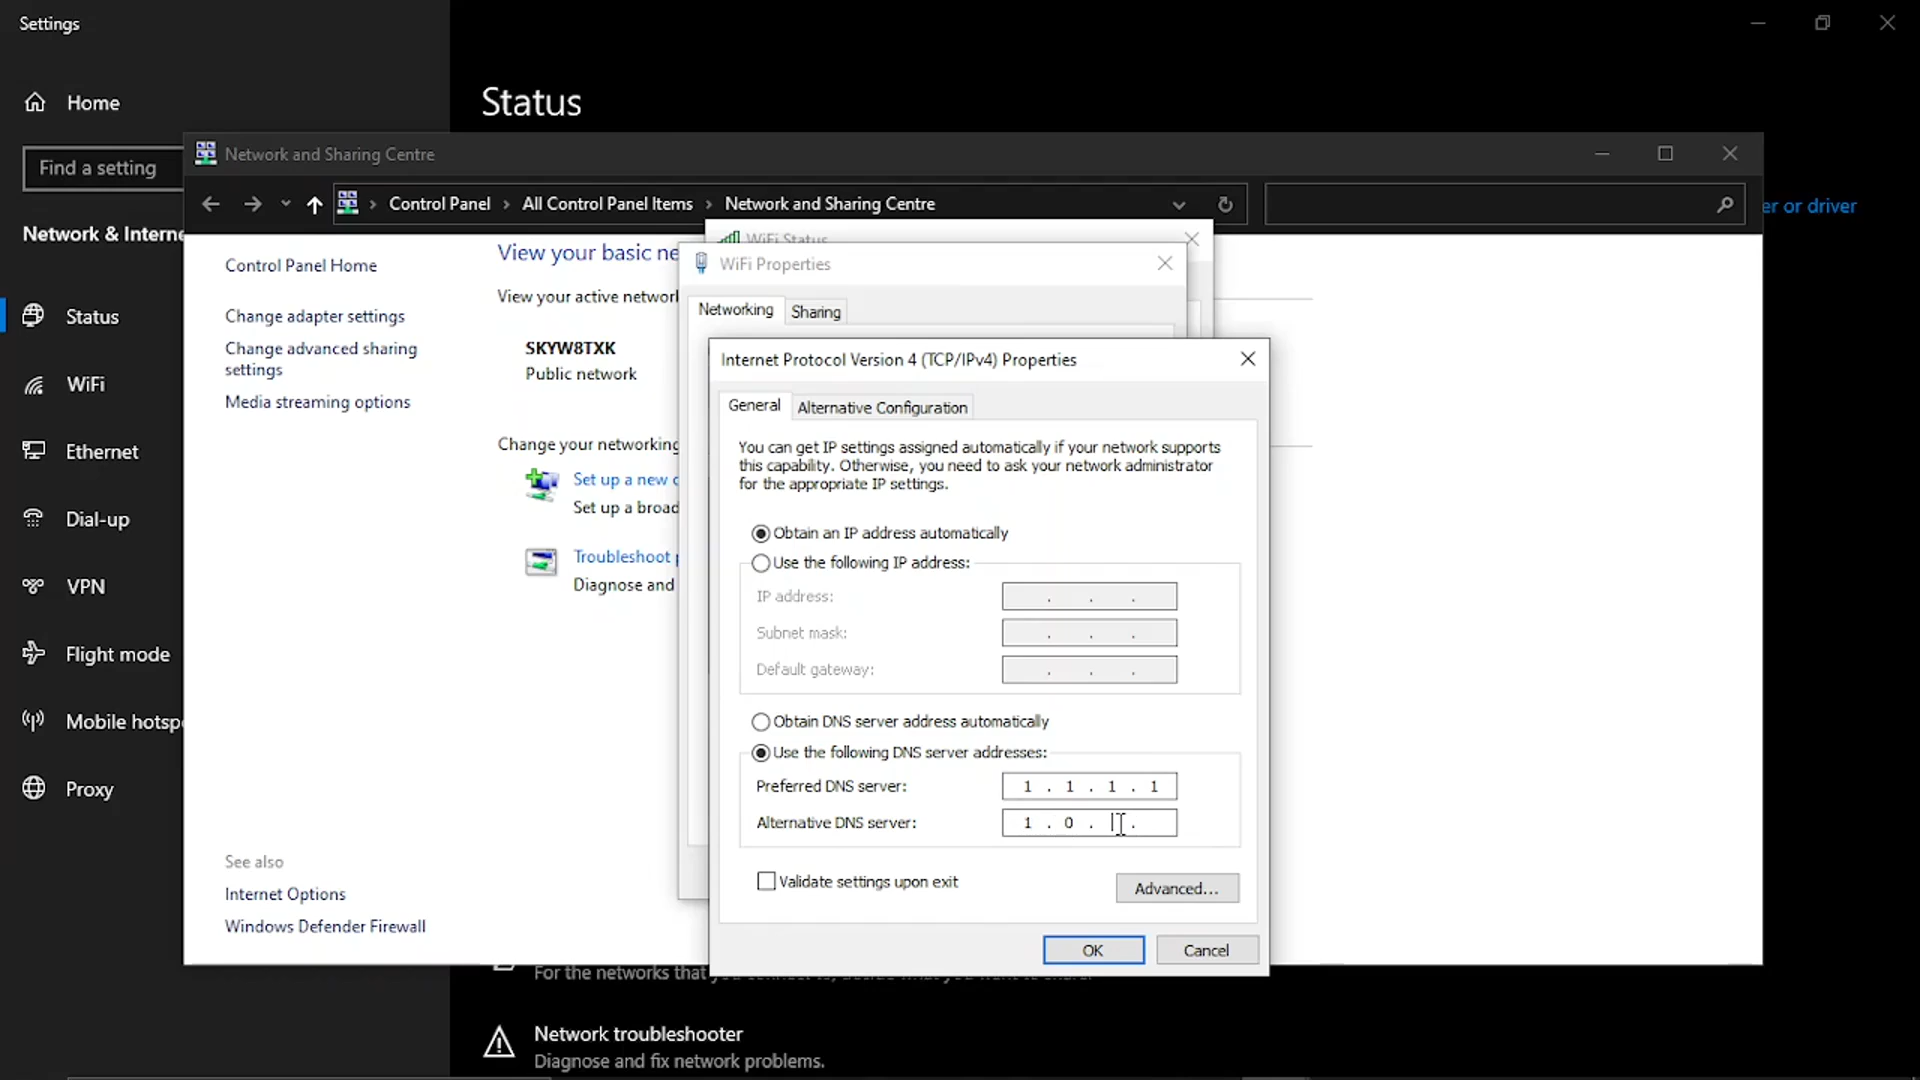 Settings
Home
Status
Find a setting
Network and Sharing Centre
Control Panel > All Control Panel Items > Network and Sharing Centre
er or driver
Network & Interne
WiFi Status
View your basic ne
WiFi Properties
Control Panel Home
View your active network
Networking
Sharing
Status
Change adapter settings
Change advanced sharing
settings
SKYW8TXK
Public network
Internet Protocol Version 4 (TCP/IPv4) Properties
WiFi
Media streaming options
General
Alternative Configuration
Change your networking
You can get IP settings assigned automatically if your network supports
this capability. Otherwise, you need to ask your network administrator
for the appropriate IP settings.
Ethernet
Set up a new c
Set up a broad
Dial-up
Obtain an IP address automatically
Troubleshoot p
Diagnose and
Use the following IP address:
VPN
IP address:
. . .
Subnet mask:
. . .
Flight mode
Default gateway:
. . .
Mobile hotsp
Obtain DNS server address automatically
Use the following DNS server addresses:
Proxy
Preferred DNS server:
1 . 1 . 1 . 1
Alternative DNS server:
1 . 0 . .
See also
Validate settings upon exit
Advanced...
Internet Options
Windows Defender Firewall
OK
Cancel
For the networks that
Network troubleshooter
Diagnose and fix network problems.